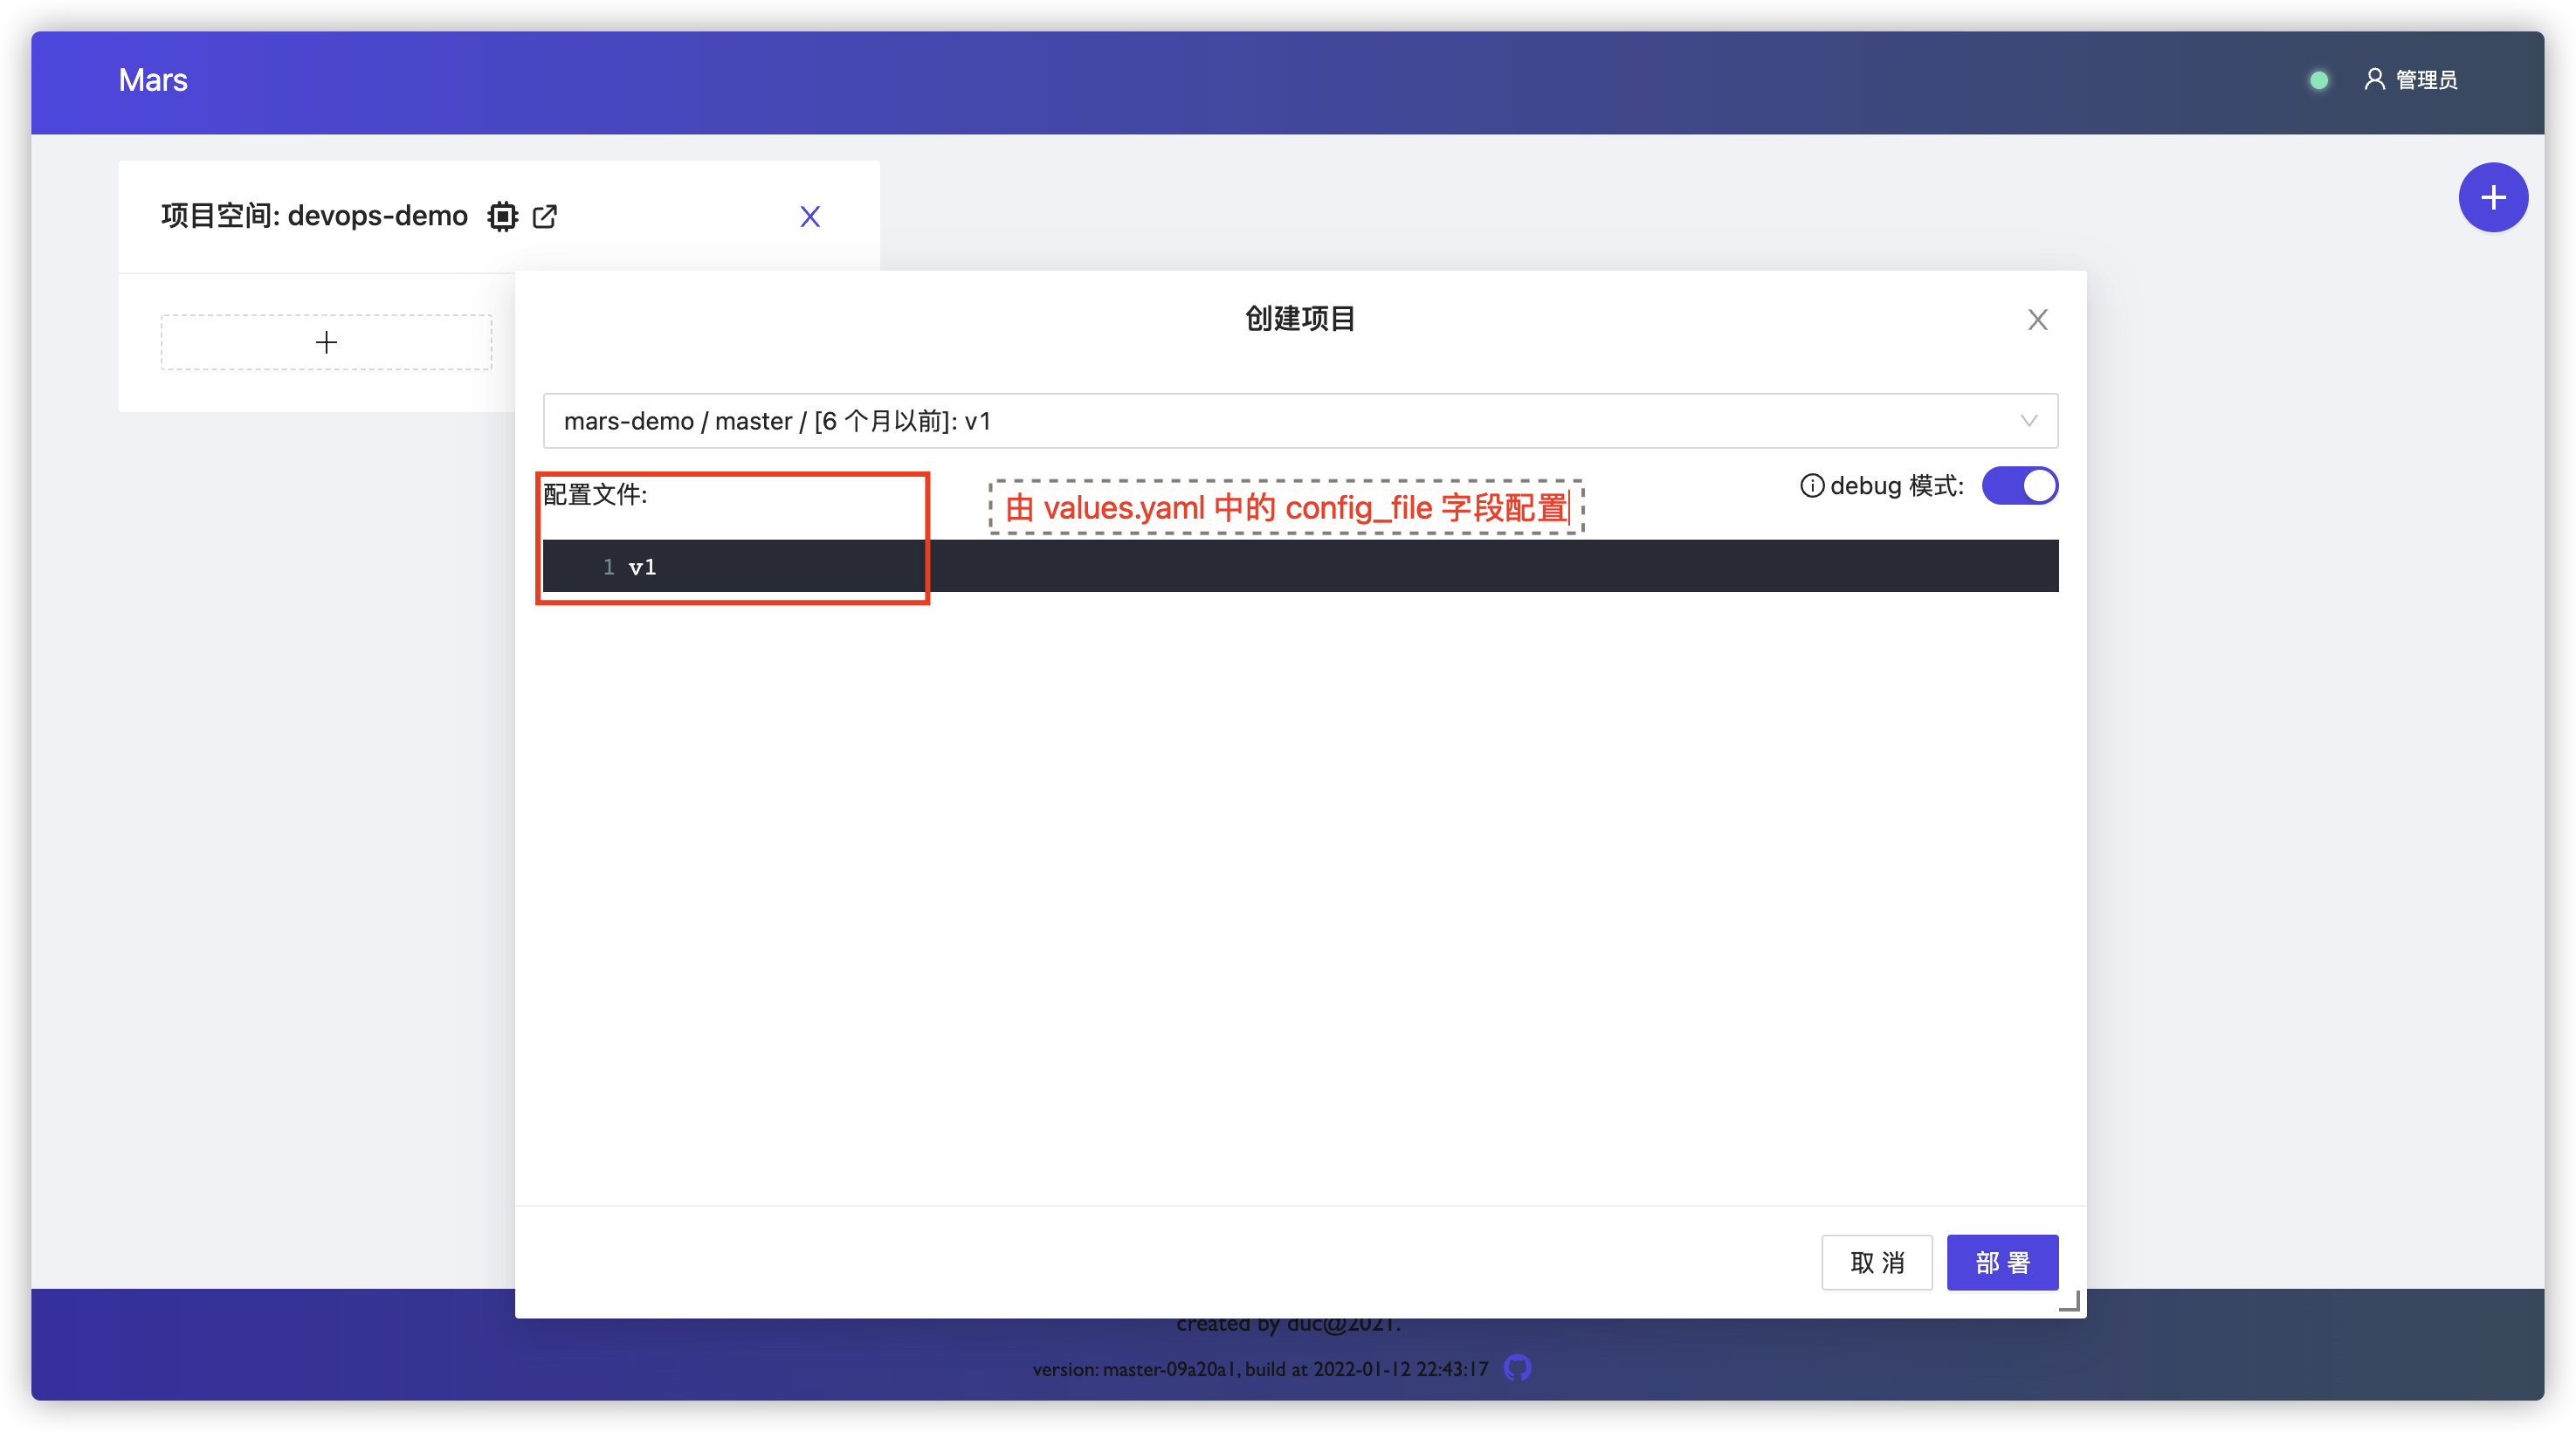 Mars
管理员
项目空间: devops-demo
创建项目
mars-demo / master / [6 个月以前]: v1
配置文件:
由 values.yaml 中的 config_file 字段配置
debug 模式:
1 v1
取 消
部 署
created by duc@2021.
version: master-09a20a1, build at 2022-01-12 22:43:17